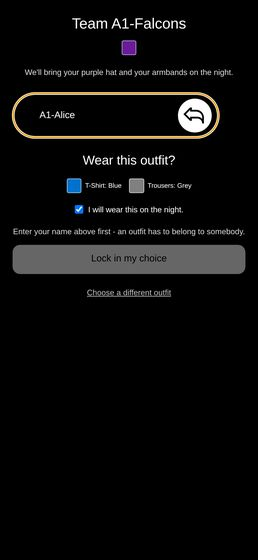 Team A1-Falcons
We'll bring your purple hat and your armbands on the night.
A1-Alice
Wear this outfit?
T-Shirt: Blue Trousers: Grey
I will wear this on the night.
Enter your name above first - an outfit has to belong to somebody.
Lock in my choice
Choose a different outfit